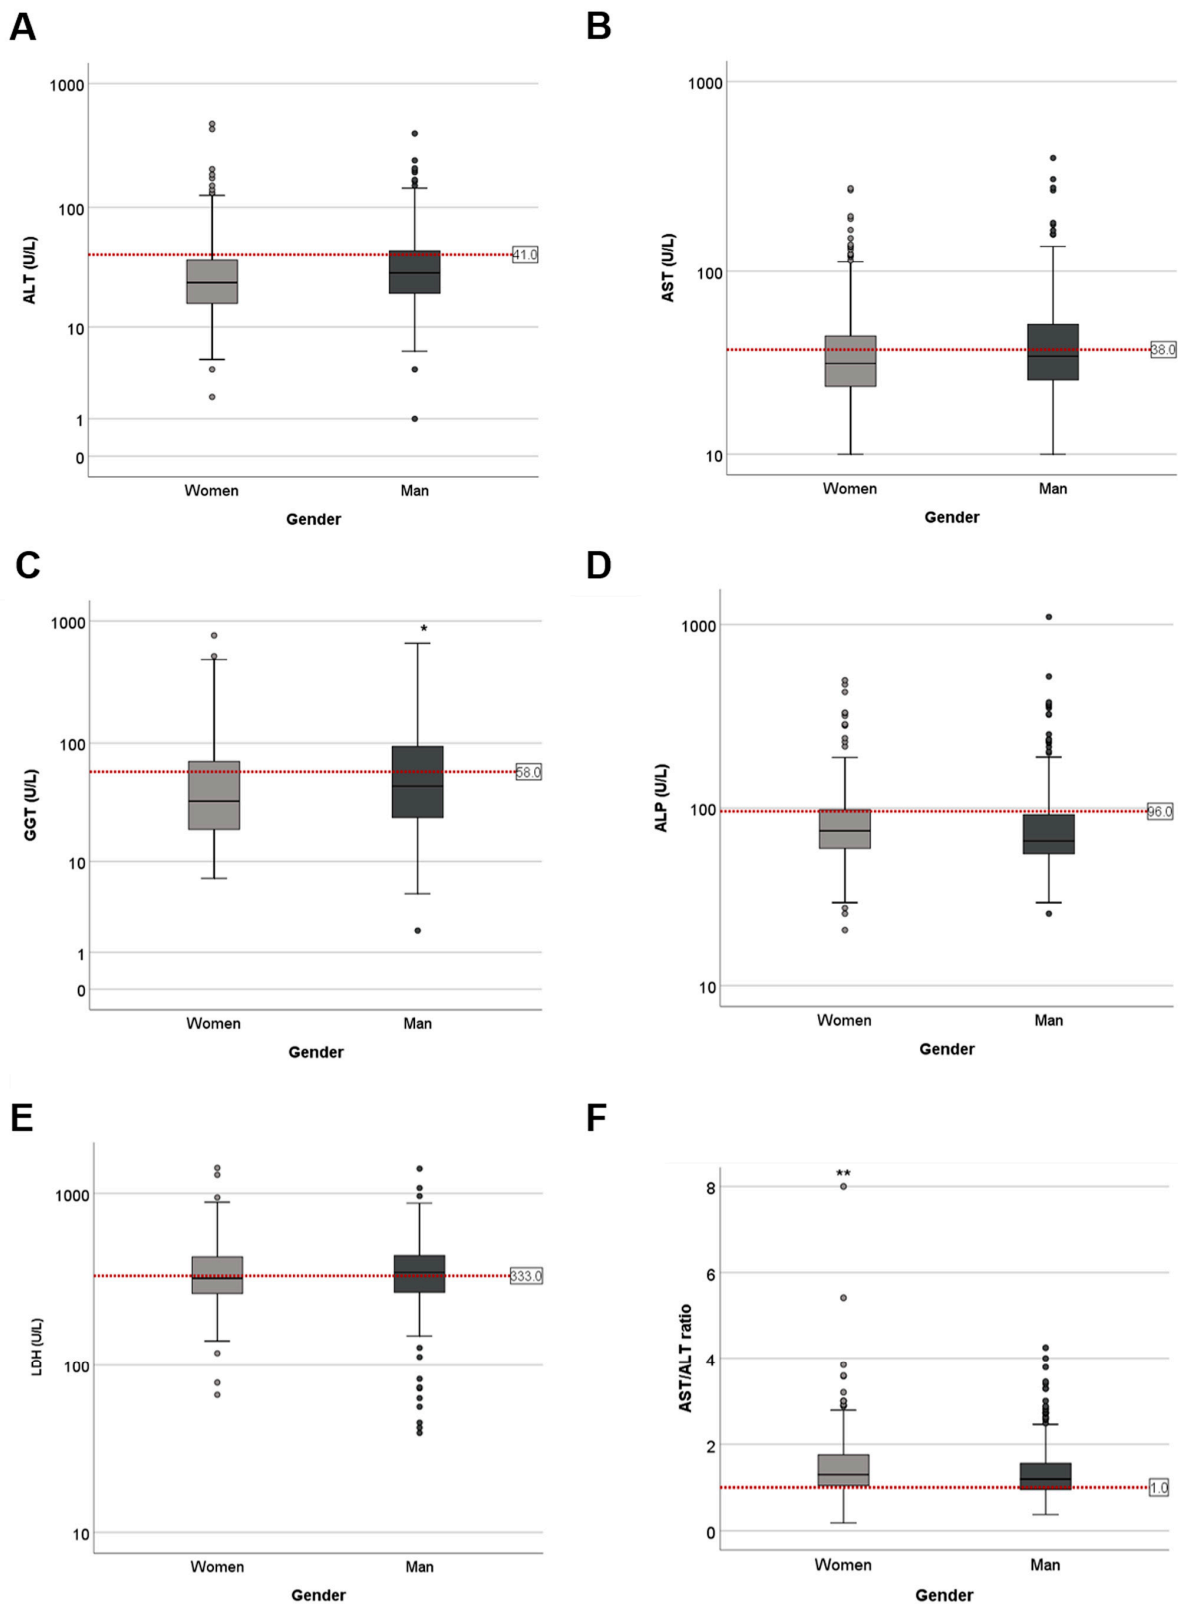 A
1000
100
10
1
0
ALT (U/L)
41.0
Women Man
Gender
B
1000
100
10
AST (U/L)
38.0
Women Man
Gender
C
1000
100
10
1
0
GGT (U/L)
*
58.0
Women Man
Gender
D
1000
100
10
ALP (U/L)
96.0
Women Man
Gender
E
1000
100
10
LDH (U/L)
333.0
Women Man
Gender
F
8
6
4
2
0
AST/ALT ratio
**
1.0
Women Man
Gender